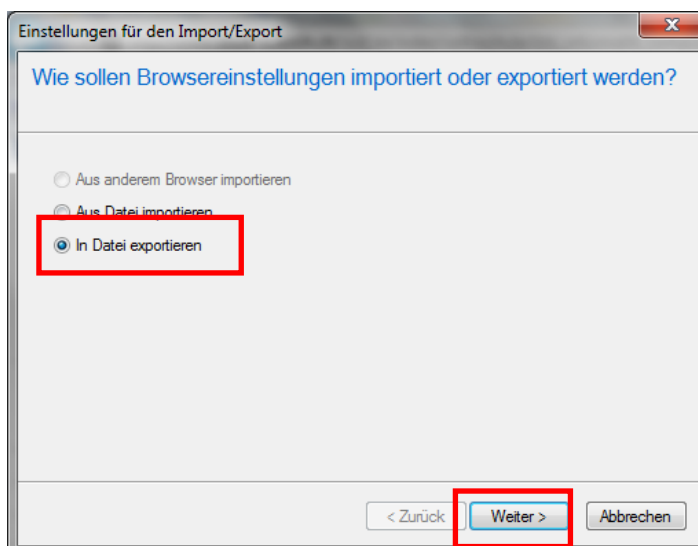 Einstellungen für den Import/Export
Wie sollen Browsereinstellungen importiert oder exportiert werden?
Aus anderem Browser importieren
Aus Datei importieren
In Datei exportieren
< Zurück
Weiter >
Abbrechen